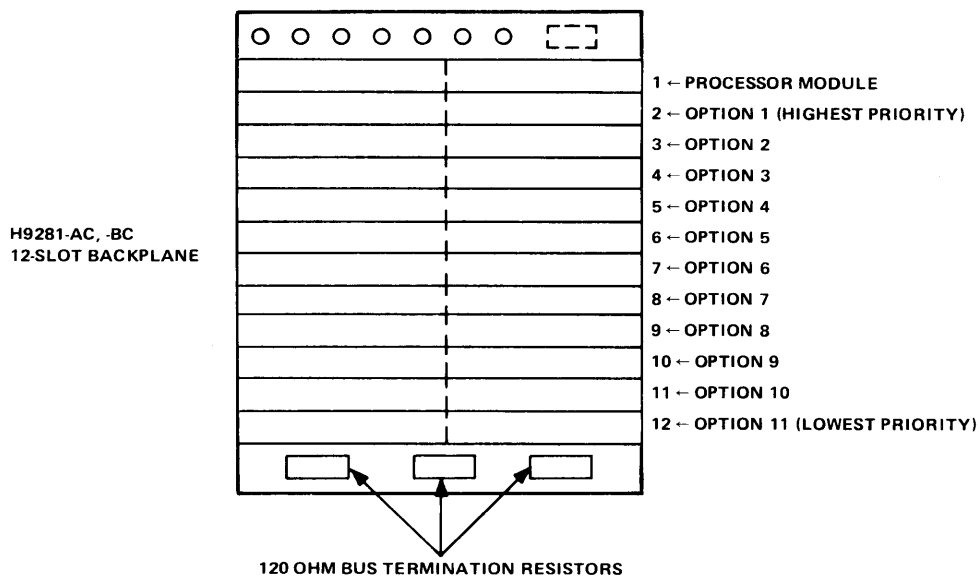 1 ← PROCESSOR MODULE
2 ← OPTION 1 (HIGHEST PRIORITY)
3 ← OPTION 2
4 ← OPTION 3
5 ← OPTION 4
H9281-AC, -BC
12-SLOT BACKPLANE
6 ← OPTION 5
7 ← OPTION 6
8 ← OPTION 7
9 ← OPTION 8
10 ← OPTION 9
11 ← OPTION 10
12 ← OPTION 11 (LOWEST PRIORITY)
120 OHM BUS TERMINATION RESISTORS